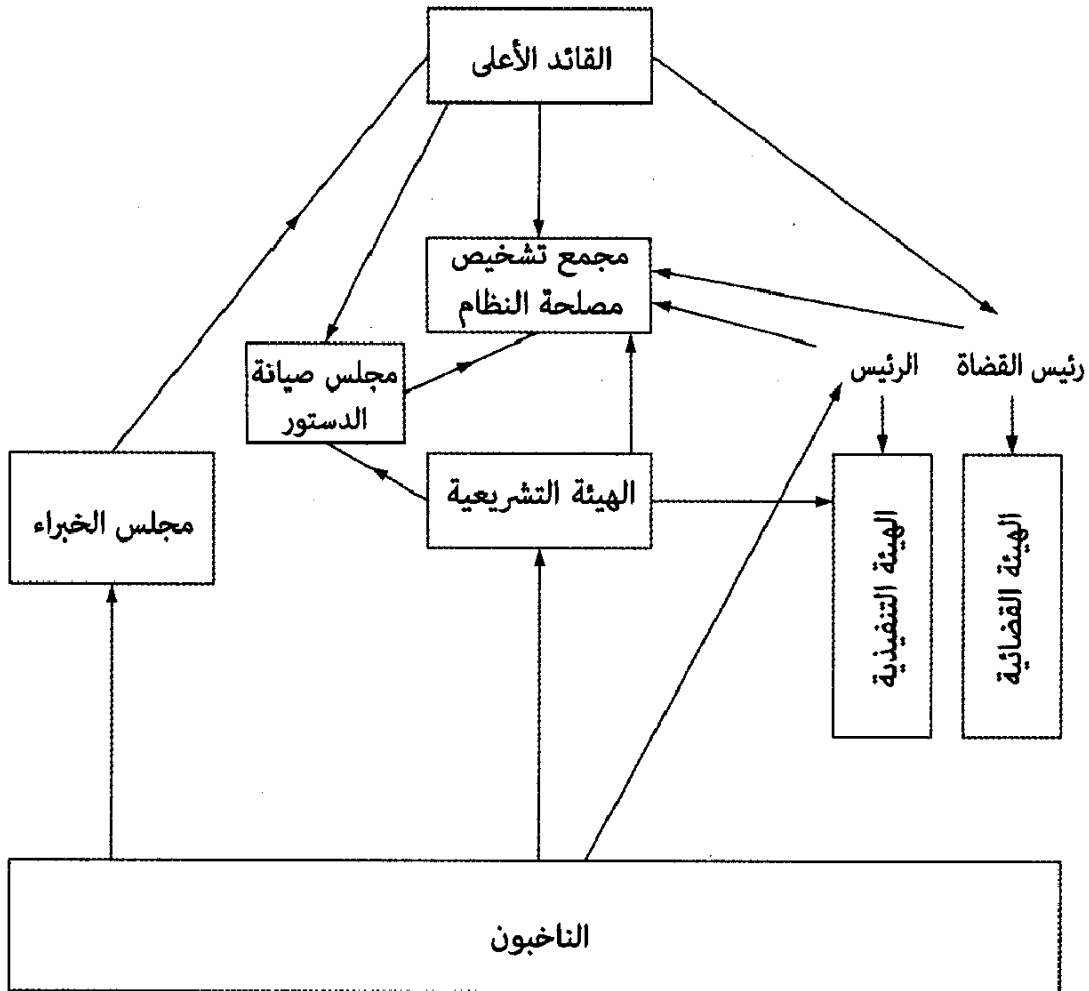 القائد الأعلى
مجمع تشخيص
مصلحة النظام
مجلس صيانة
الدستور
رئيس القضاة
الرئيس
مجلس الخبراء
الهيئة التشريعية
الهيئة التنفيذية
الهيئة القضائية
الناخبون